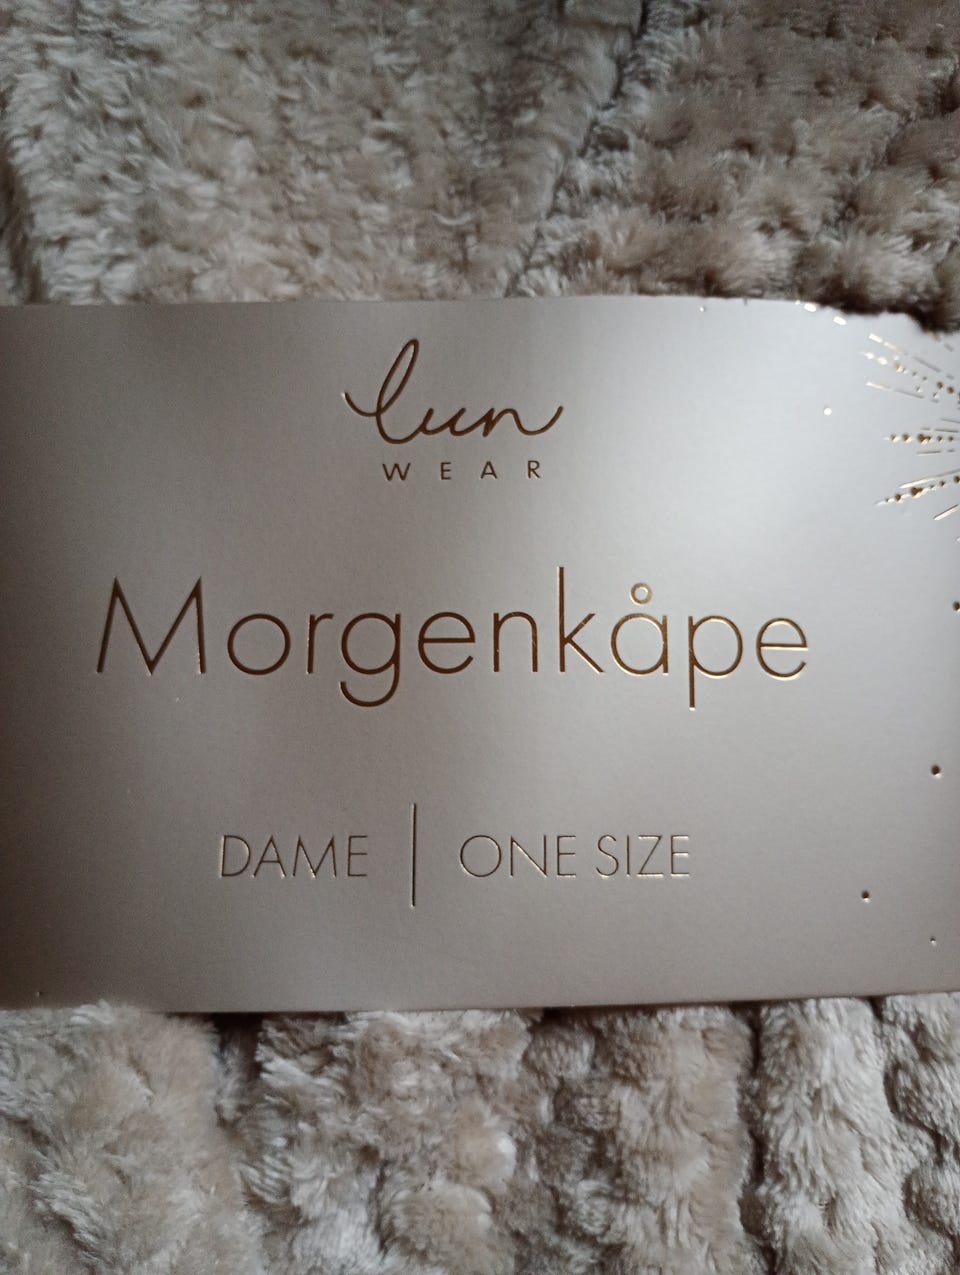 lun
WEAR
Morgenkåpe
DAME | ONE SIZE